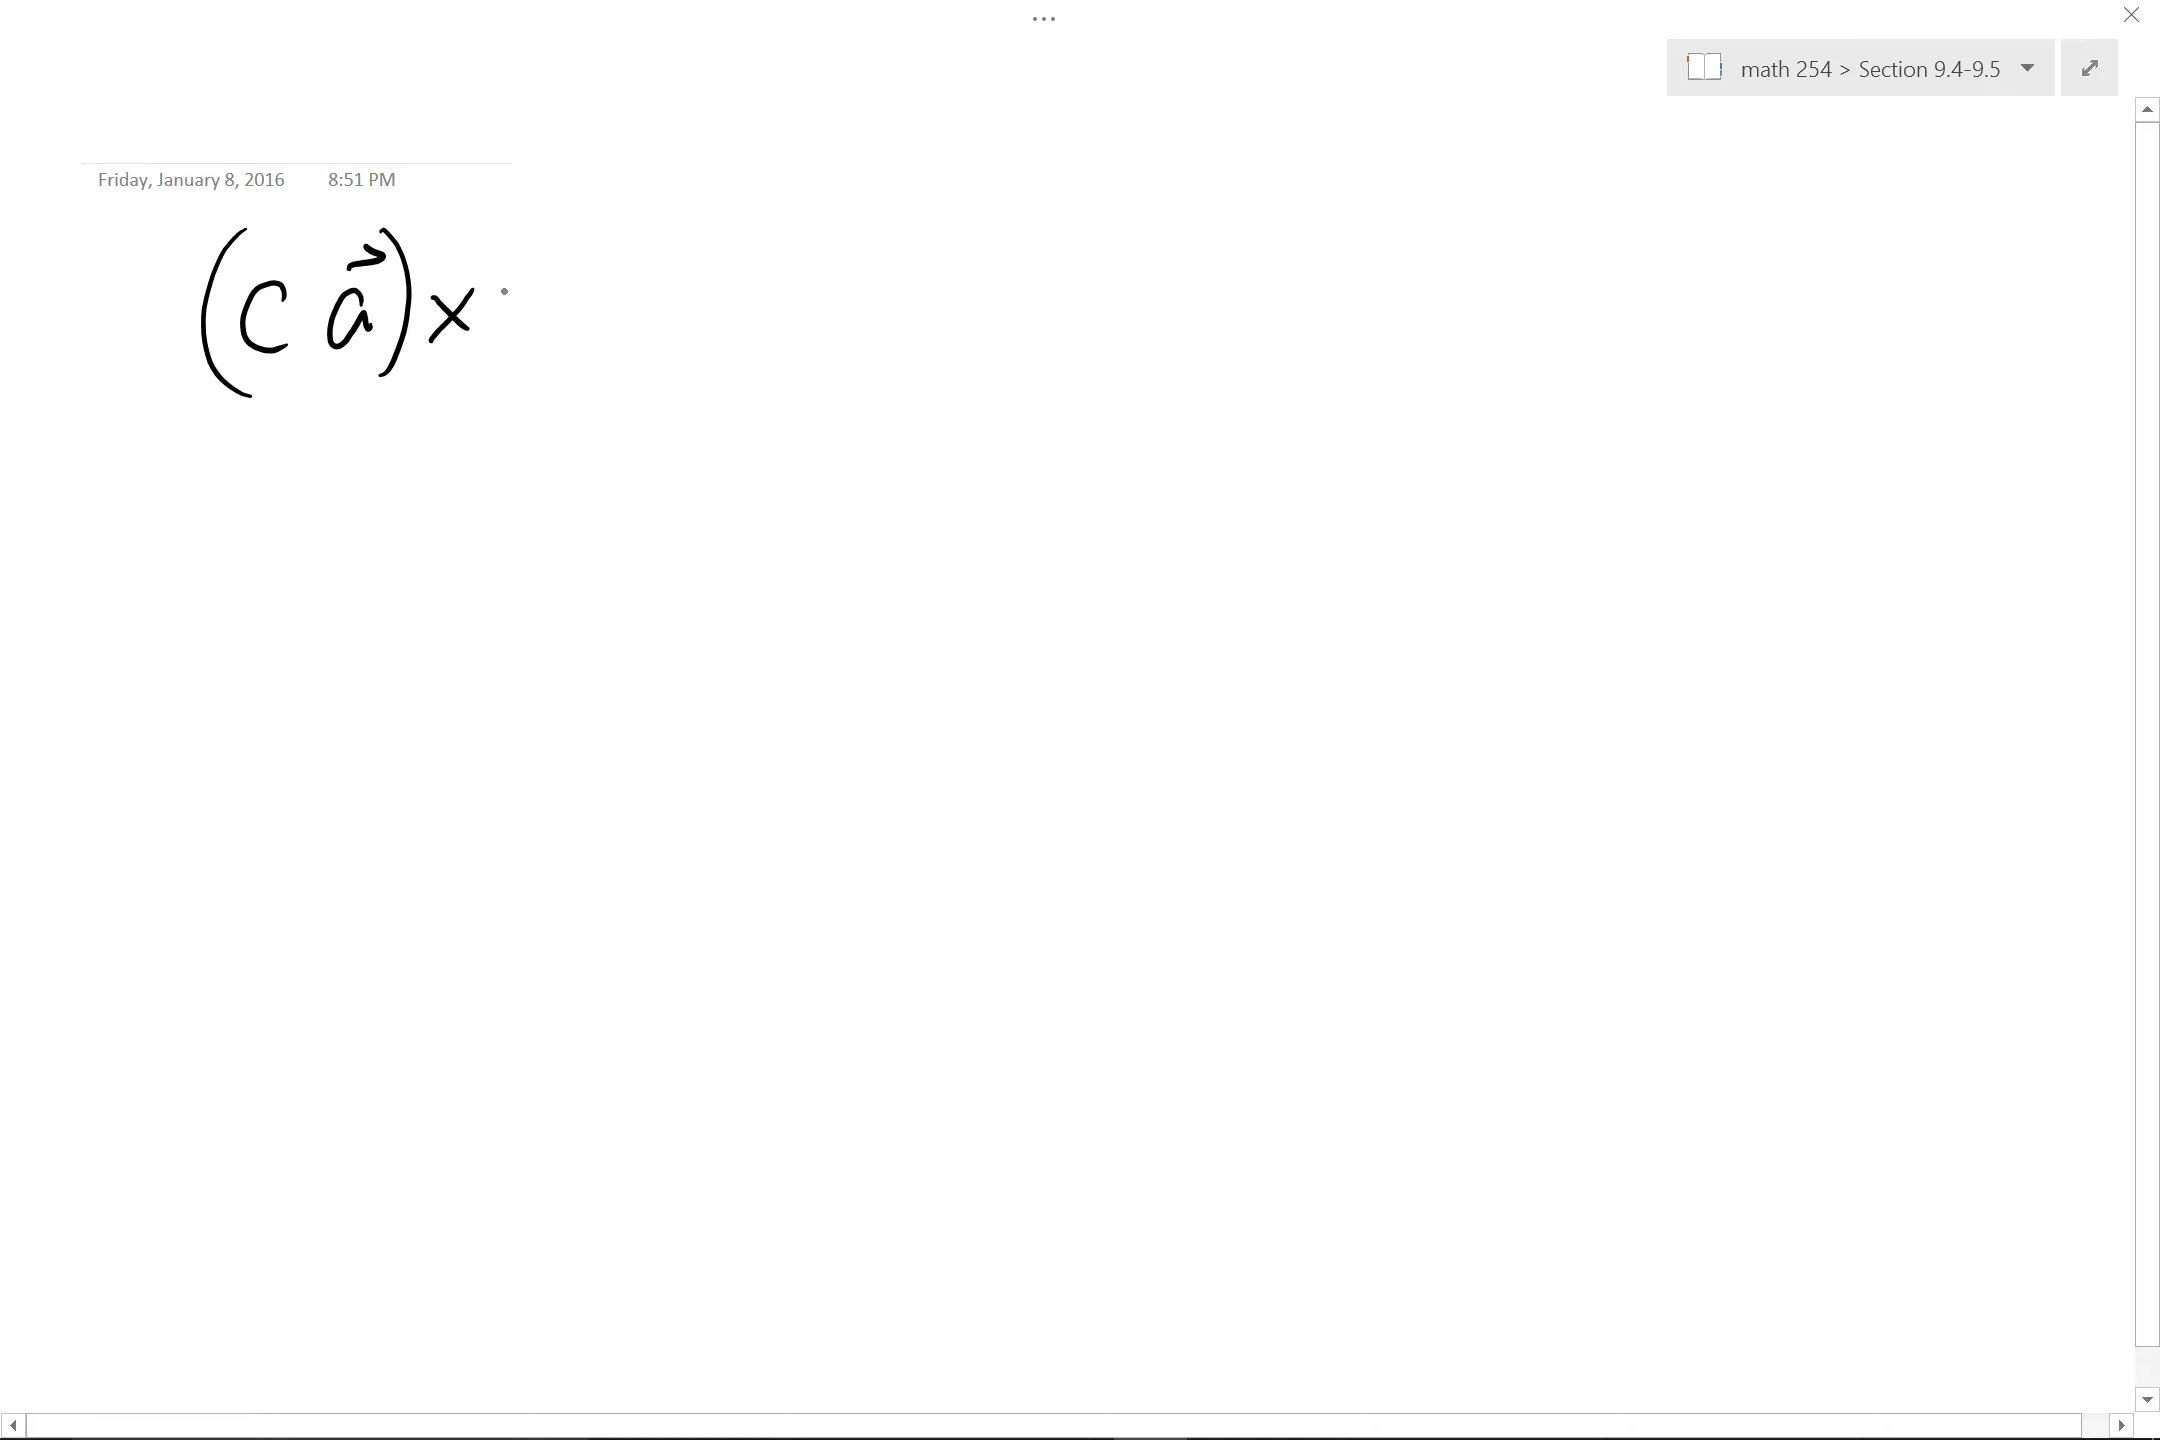 math 254 > Section 9.4-9.5
Friday, January 8, 2016 8:51 PM
(c a⃗) ×